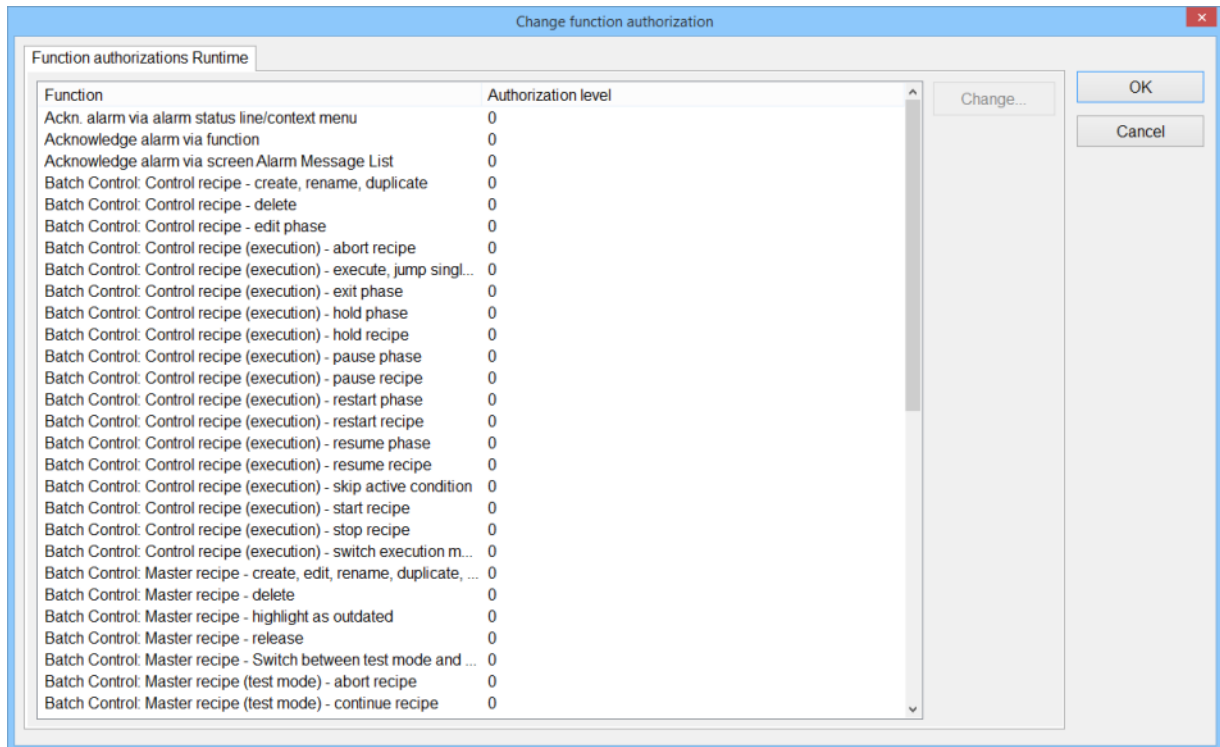 Change function authorization
Function authorizations Runtime
Function Authorization level
Ackn. alarm via alarm status line/context menu 0
Acknowledge alarm via function 0
Acknowledge alarm via screen Alarm Message List 0
Batch Control: Control recipe - create, rename, duplicate 0
Batch Control: Control recipe - delete 0
Batch Control: Control recipe - edit phase 0
Batch Control: Control recipe (execution) - abort recipe 0
Batch Control: Control recipe (execution) - execute, jump singl... 0
Batch Control: Control recipe (execution) - exit phase 0
Batch Control: Control recipe (execution) - hold phase 0
Batch Control: Control recipe (execution) - hold recipe 0
Batch Control: Control recipe (execution) - pause phase 0
Batch Control: Control recipe (execution) - pause recipe 0
Batch Control: Control recipe (execution) - restart phase 0
Batch Control: Control recipe (execution) - restart recipe 0
Batch Control: Control recipe (execution) - resume phase 0
Batch Control: Control recipe (execution) - resume recipe 0
Batch Control: Control recipe (execution) - skip active condition 0
Batch Control: Control recipe (execution) - start recipe 0
Batch Control: Control recipe (execution) - stop recipe 0
Batch Control: Control recipe (execution) - switch execution m... 0
Batch Control: Master recipe - create, edit, rename, duplicate, ... 0
Batch Control: Master recipe - delete 0
Batch Control: Master recipe - highlight as outdated 0
Batch Control: Master recipe - release 0
Batch Control: Master recipe - Switch between test mode and ... 0
Batch Control: Master recipe (test mode) - abort recipe 0
Batch Control: Master recipe (test mode) - continue recipe 0
Change...
OK
Cancel